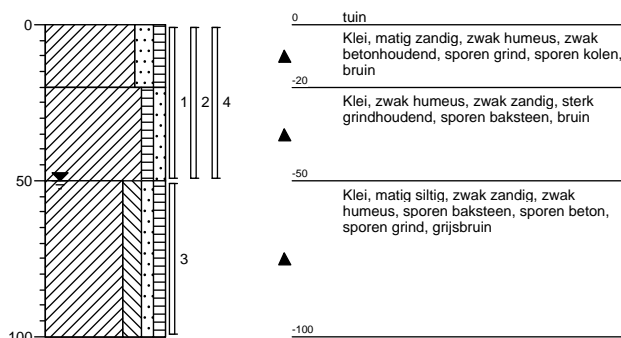 0
50
100
1
2
4
3
0
tuin
Klei, matig zandig, zwak humeus, zwak
betonhoudend, sporen grind, sporen kolen,
bruin
-20
Klei, zwak humeus, zwak zandig, sterk
grindhoudend, sporen baksteen, bruin
-50
Klei, matig siltig, zwak zandig, zwak
humeus, sporen baksteen, sporen beton,
sporen grind, grijsbruin
-100